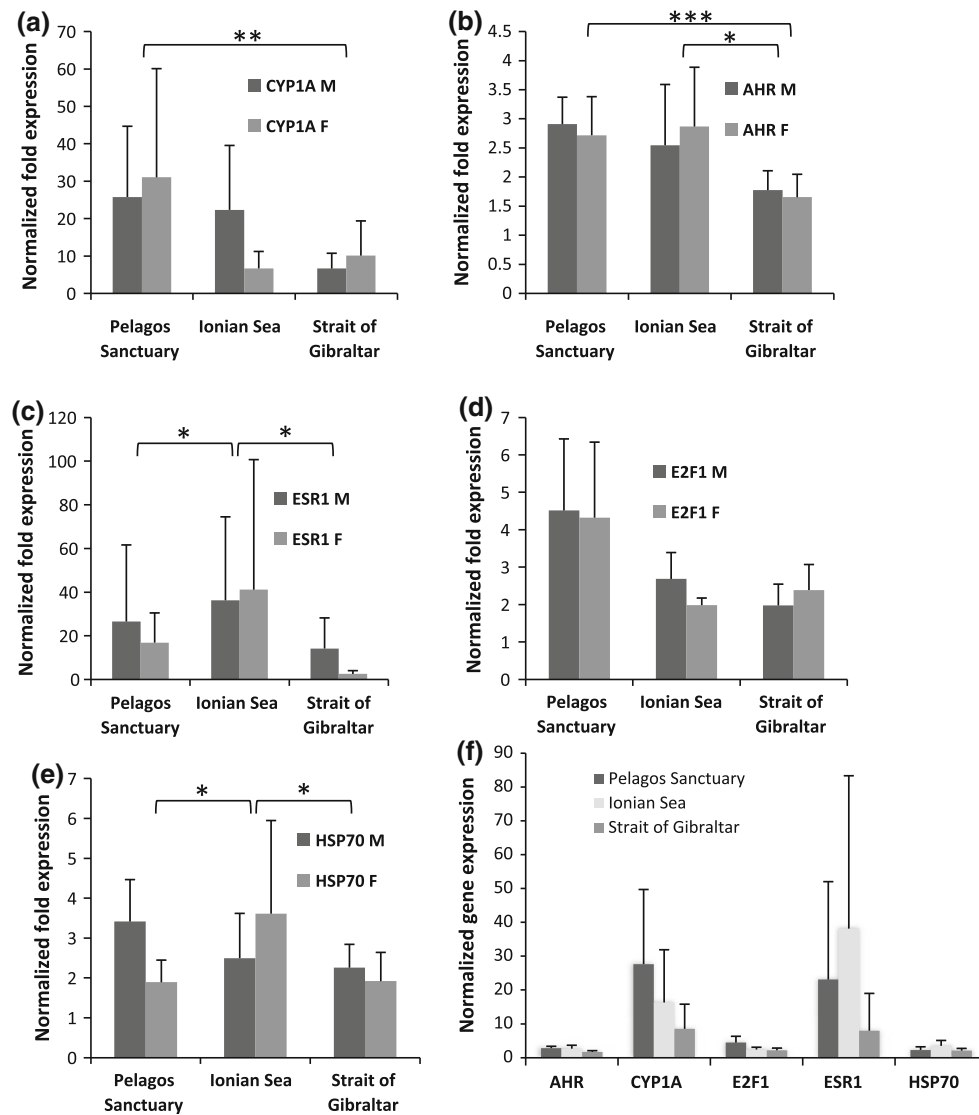 (a)
Normalized fold expression
70
60
50
40
30
20
10
0
**
CYP1A M
CYP1A F
Pelagos Sanctuary
Ionian Sea
Strait of Gibraltar
(b)
Normalized fold expression
4.5
4
3.5
3
2.5
2
1.5
1
0.5
0
***
*
AHR M
AHR F
Pelagos Sanctuary
Ionian Sea
Strait of Gibraltar
(c)
Normalized fold expression
120
100
80
60
40
20
0
*
*
ESR1 M
ESR1 F
Pelagos Sanctuary
Ionian Sea
Strait of Gibraltar
(d)
Normalized fold expression
7
6
5
4
3
2
1
0
E2F1 M
E2F1 F
Pelagos Sanctuary
Ionian Sea
Strait of Gibraltar
(e)
Normalized fold expression
7
6
5
4
3
2
1
0
*
*
HSP70 M
HSP70 F
Pelagos Sanctuary
Ionian Sea
Strait of Gibraltar
(f)
Normalized gene expression
90
80
70
60
50
40
30
20
10
0
Pelagos Sanctuary
Ionian Sea
Strait of Gibraltar
AHR
CYP1A
E2F1
ESR1
HSP70